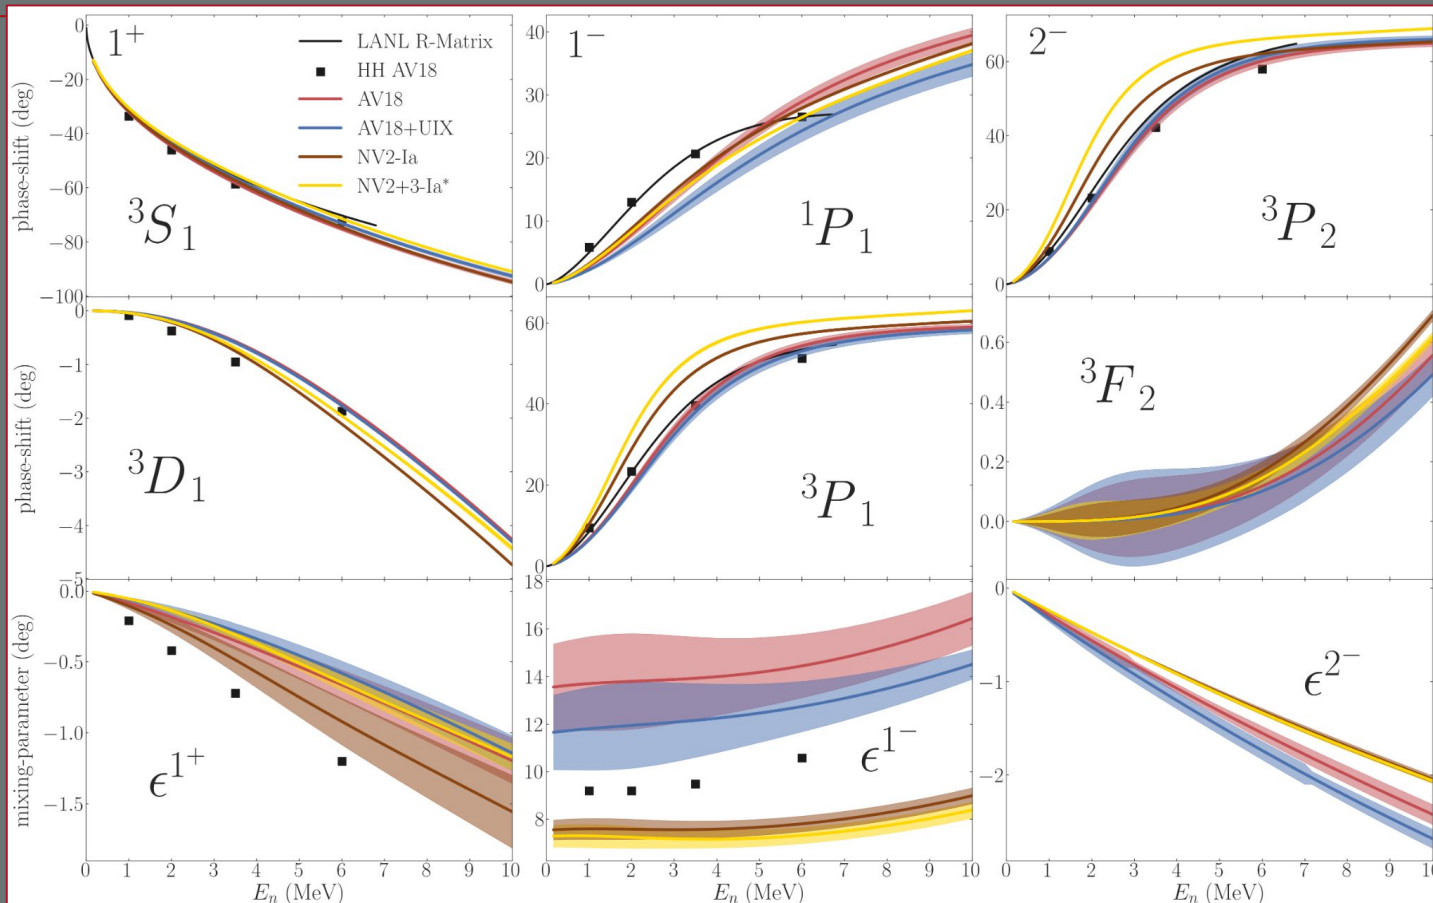 1⁺
LANL R-Matrix
HH AV18
AV18
AV18+UIX
NV2-Ia
NV2+3-Ia*
³S₁
phase-shift (deg)
0
−20
−40
−60
−80
−100
1⁻
¹P₁
40
30
20
10
0
2⁻
³P₂
60
40
20
0
³D₁
phase-shift (deg)
0
−1
−2
−3
−4
−5
³P₁
60
40
20
0
³F₂
0.6
0.4
0.2
0.0
ϵ¹⁺
mixing-parameter (deg)
0.0
−0.5
−1.0
−1.5
0 1 2 3 4 5 6 7 8 9 10
Eₙ (MeV)
ϵ¹⁻
18
16
14
12
10
8
0 1 2 3 4 5 6 7 8 9 10
Eₙ (MeV)
ϵ²⁻
0
−1
−2
0 1 2 3 4 5 6 7 8 9 10
Eₙ (MeV)